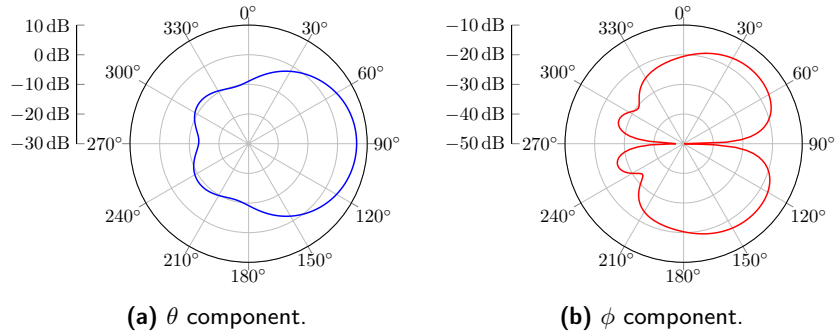 10 dB
0 dB
−10 dB
−20 dB
−30 dB
0°
30°
60°
90°
120°
150°
180°
210°
240°
270°
300°
330°
(a) θ component.
−10 dB
−20 dB
−30 dB
−40 dB
−50 dB
0°
30°
60°
90°
120°
150°
180°
210°
240°
270°
300°
330°
(b) ϕ component.